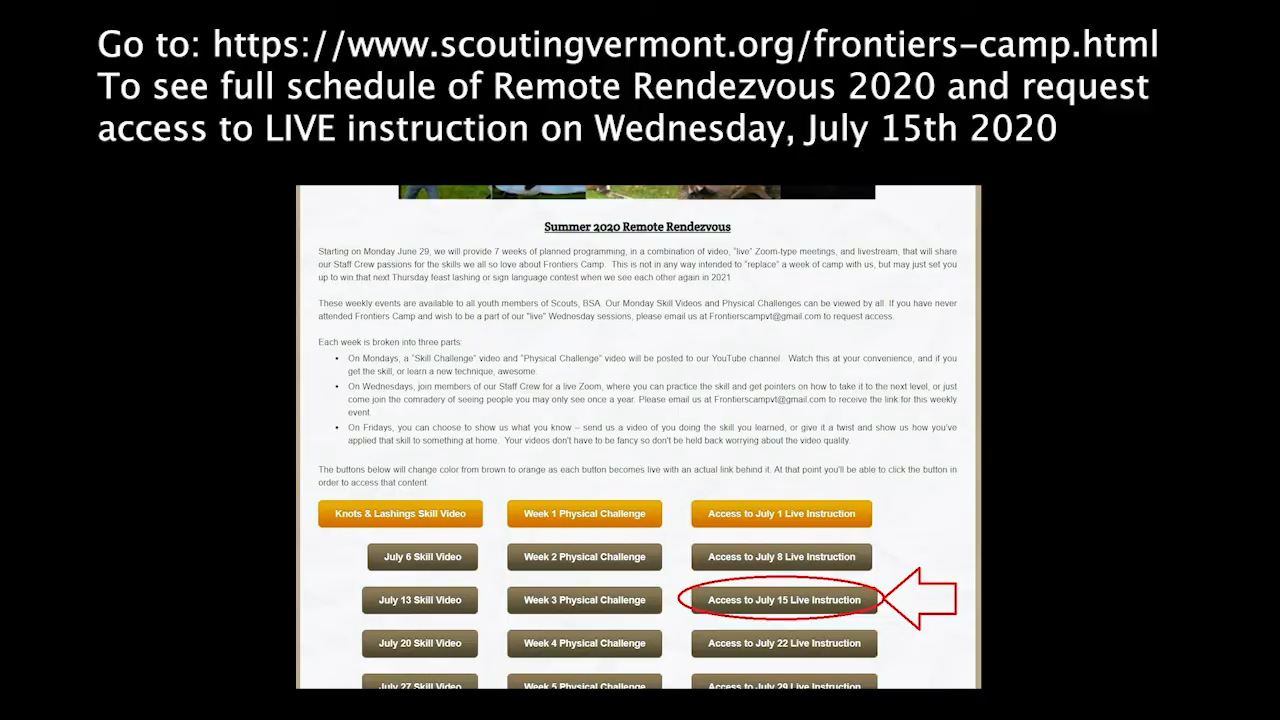 Go to: https://www.scoutingvermont.org/frontiers-camp.html
To see full schedule of Remote Rendezvous 2020 and request
access to LIVE instruction on Wednesday, July 15th 2020
Summer 2020 Remote Rendezvous
Starting on Monday June 29, we will provide 7 weeks of planned programming, in a combination of video, "live" Zoom-type meetings, and livestream, that will share
our Staff Crew passions for the skills we all so love about Frontiers Camp. This is not in any way intended to "replace" a week of camp with us, but may just set you
up to win that next Thursday feast lashing or sign language contest when we see each other again in 2021
These weekly events are available to all youth members of Scouts, BSA. Our Monday Skill Videos and Physical Challenges can be viewed by all. If you have never
attended Frontiers Camp and wish to be a part of our "live" Wednesday sessions, please email us at Frontierscampvt@gmail.com to request access.
Each week is broken into three parts:
• On Mondays, a "Skill Challenge" video and "Physical Challenge" video will be posted to our YouTube channel. Watch this at your convenience, and if you
get the skill, or learn a new technique, awesome.
• On Wednesdays, join members of our Staff Crew for a live Zoom, where you can practice the skill and get pointers on how to take it to the next level, or just
come join the comradery of seeing people you may only see once a year. Please email us at Frontierscampvt@gmail.com to receive the link for this weekly
event.
• On Fridays, you can choose to show us what you know – send us a video of you doing the skill you learned, or give it a twist and show us how you've
applied that skill to something at home. Your videos don't have to be fancy so don't be held back worrying about the video quality.
The buttons below will change color from brown to orange as each button becomes live with an actual link behind it. At that point you'll be able to click the button in
order to access that content.
Knots & Lashings Skill Video Week 1 Physical Challenge Access to July 1 Live Instruction
July 6 Skill Video Week 2 Physical Challenge Access to July 8 Live Instruction
July 13 Skill Video Week 3 Physical Challenge Access to July 15 Live Instruction
July 20 Skill Video Week 4 Physical Challenge Access to July 22 Live Instruction
July 27 Skill Video Week 5 Physical Challenge Access to July 29 Live Instruction